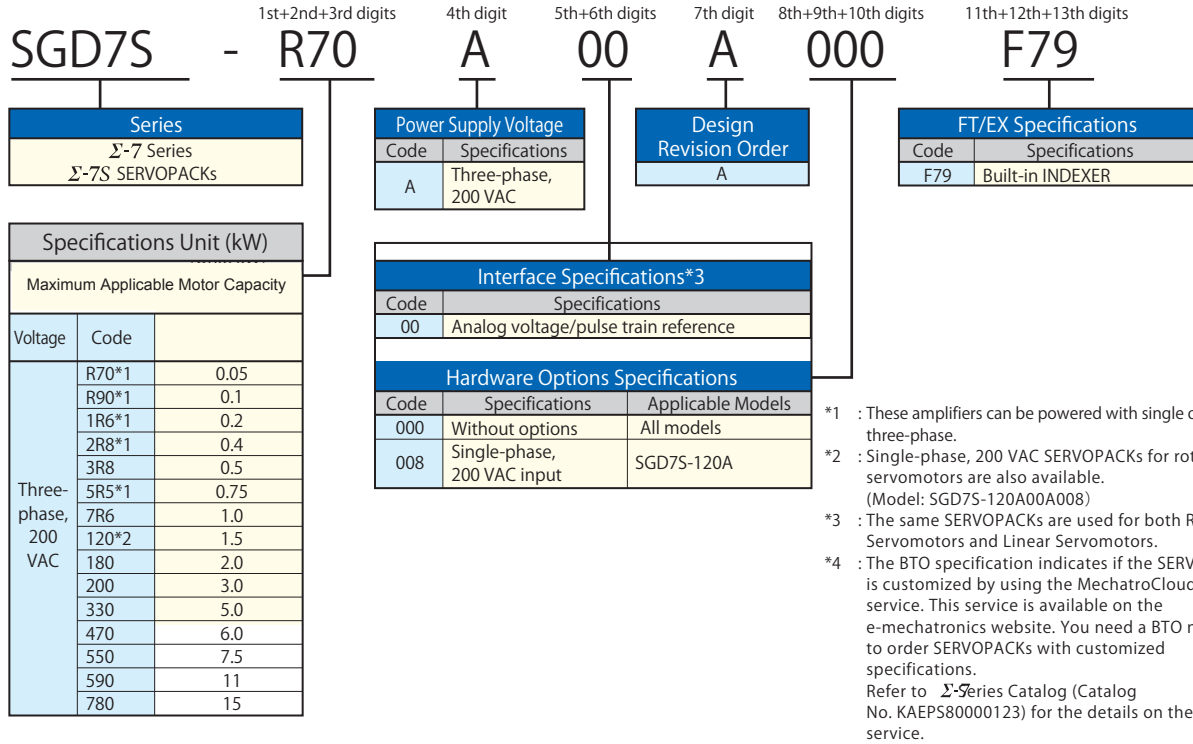 1st+2nd+3rd digits 4th digit 5th+6th digits 7th digit 8th+9th+10th digits 11th+12th+13th digits
SGD7S - R70 A 00 A 000 F79
Series
Σ-7 Series
Σ-7S SERVOPACKs
Power Supply Voltage
Code Specifications
A Three-phase,
200 VAC
Design
Revision Order
A
FT/EX Specifications
Code Specifications
F79 Built-in INDEXER
Specifications Unit (kW)
Maximum Applicable Motor Capacity
Voltage Code
Three-
phase,
200
VAC
R70*1 0.05
R90*1 0.1
1R6*1 0.2
2R8*1 0.4
3R8 0.5
5R5*1 0.75
7R6 1.0
120*2 1.5
180 2.0
200 3.0
330 5.0
470 6.0
550 7.5
590 11
780 15
Interface Specifications*3
Code Specifications
00 Analog voltage/pulse train reference
Hardware Options Specifications
Code Specifications Applicable Models
000 Without options All models
008 Single-phase,
200 VAC input SGD7S-120A
*1 : These amplifiers can be powered with single
three-phase.
*2 : Single-phase, 200 VAC SERVOPACKs for
servomotors are also available.
(Model: SGD7S-120A00A008)
*3 : The same SERVOPACKs are used for both
Servomotors and Linear Servomotors.
*4 : The BTO specification indicates if the
is customized by using the MechatroCloud
service. This service is available on the
e-mechatronics website. You need a BTO
to order SERVOPACKs with customized
specifications.
Refer to Catalog (Catalog
No. KAEPS80000123) for the details on the
service.